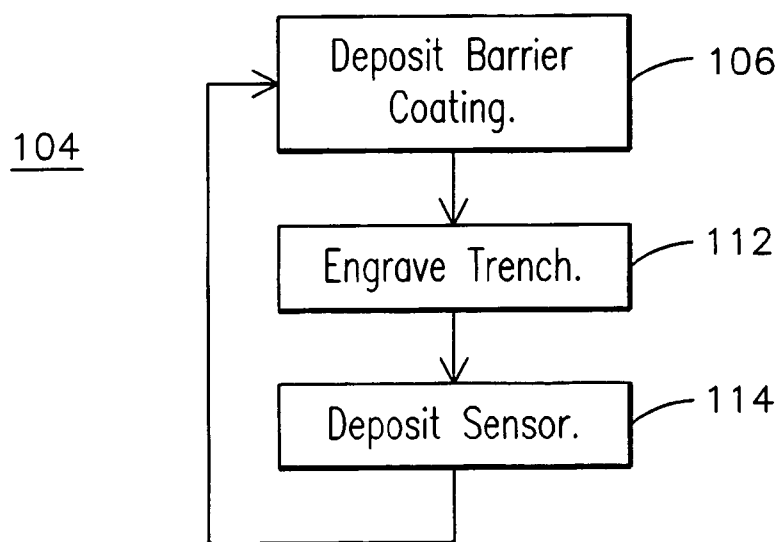 Deposit Barrier
Coating.
106
104
Engrave Trench.
112
Deposit Sensor.
114